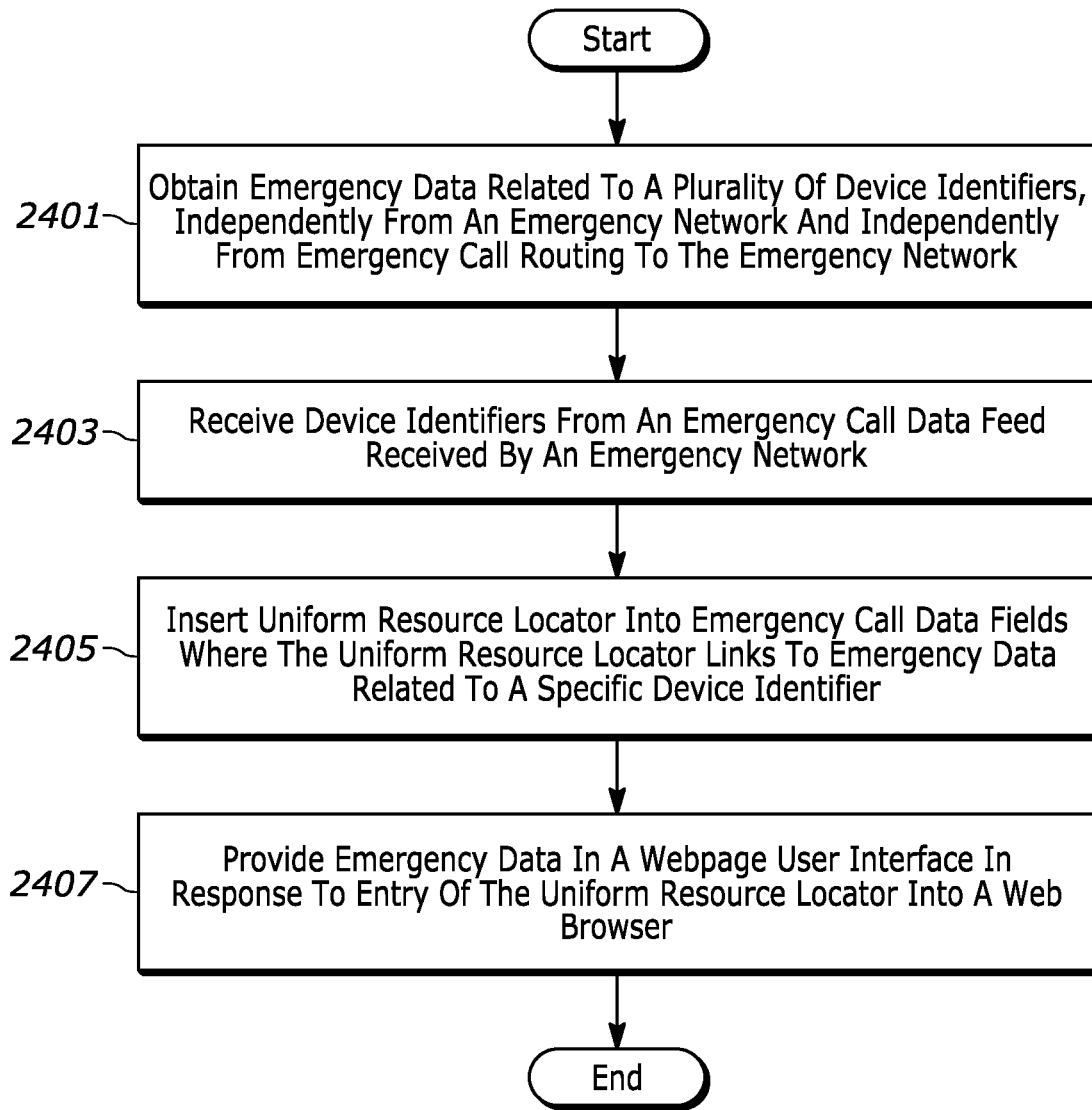 Start
2401
Obtain Emergency Data Related To A Plurality Of Device Identifiers,
Independently From An Emergency Network And Independently
From Emergency Call Routing To The Emergency Network
2403
Receive Device Identifiers From An Emergency Call Data Feed
Received By An Emergency Network
2405
Insert Uniform Resource Locator Into Emergency Call Data Fields
Where The Uniform Resource Locator Links To Emergency Data
Related To A Specific Device Identifier
2407
Provide Emergency Data In A Webpage User Interface In
Response To Entry Of The Uniform Resource Locator Into A Web
Browser
End